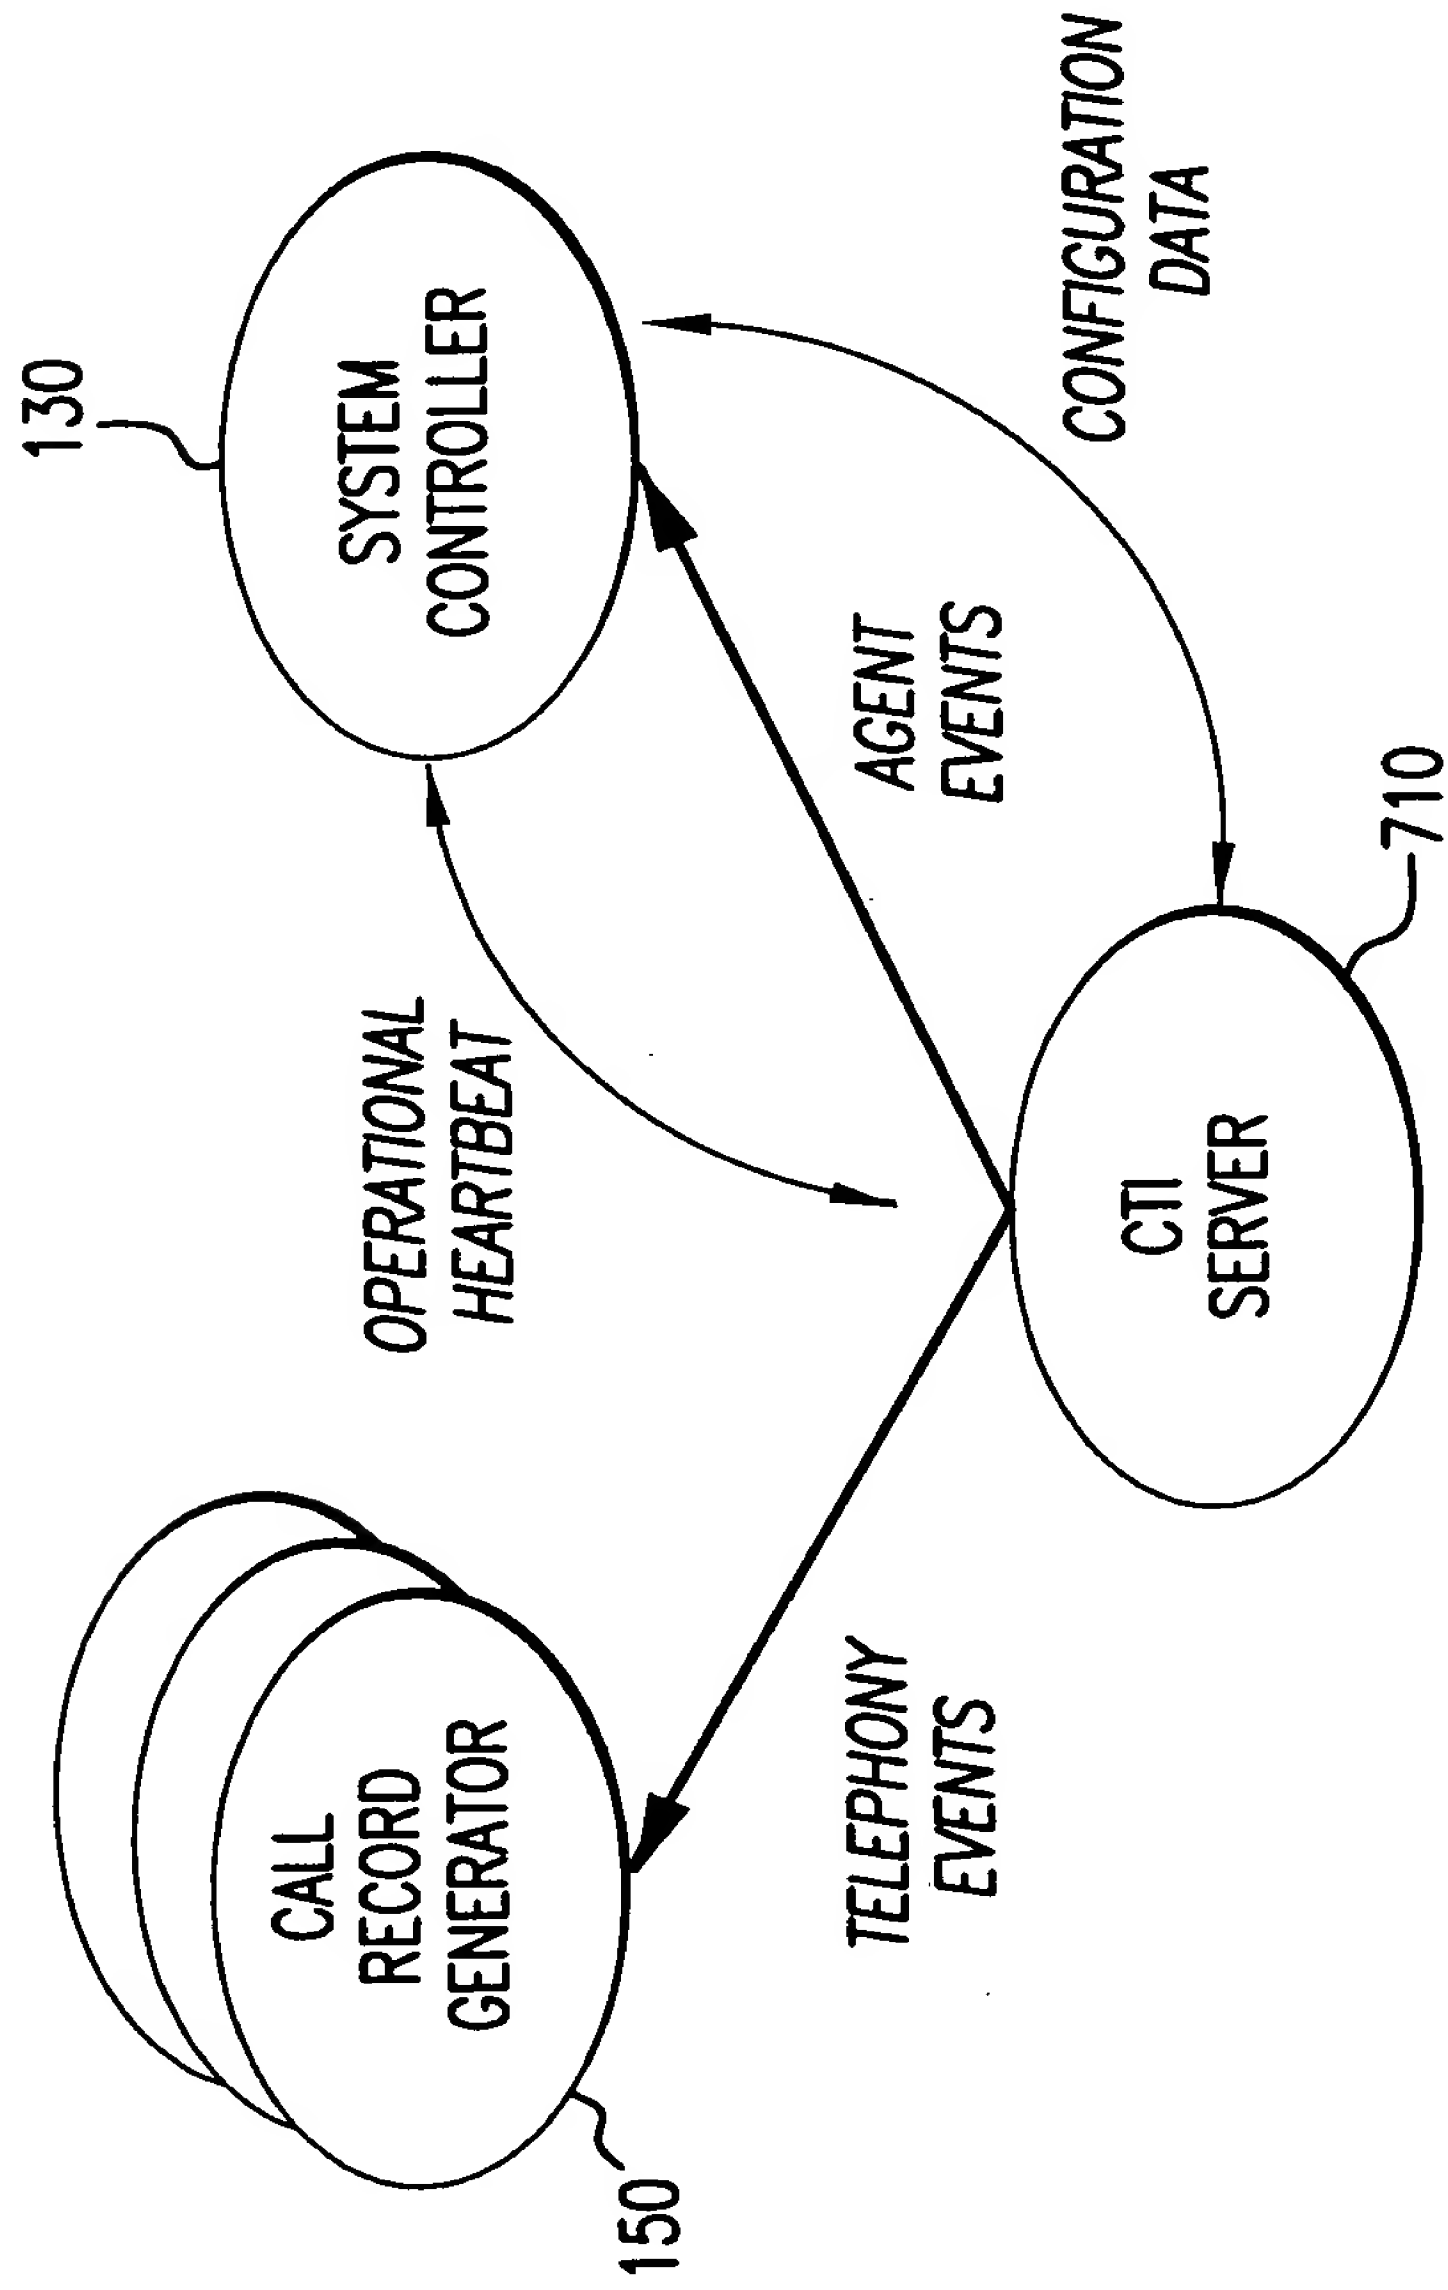 130
SYSTEM
CONTROLLER
CALL
RECORD
GENERATOR
150
OPERATIONAL
HEARTBEAT
AGENT
EVENTS
TELEPHONY
EVENTS
CONFIGURATION
DATA
CTI
SERVER
710